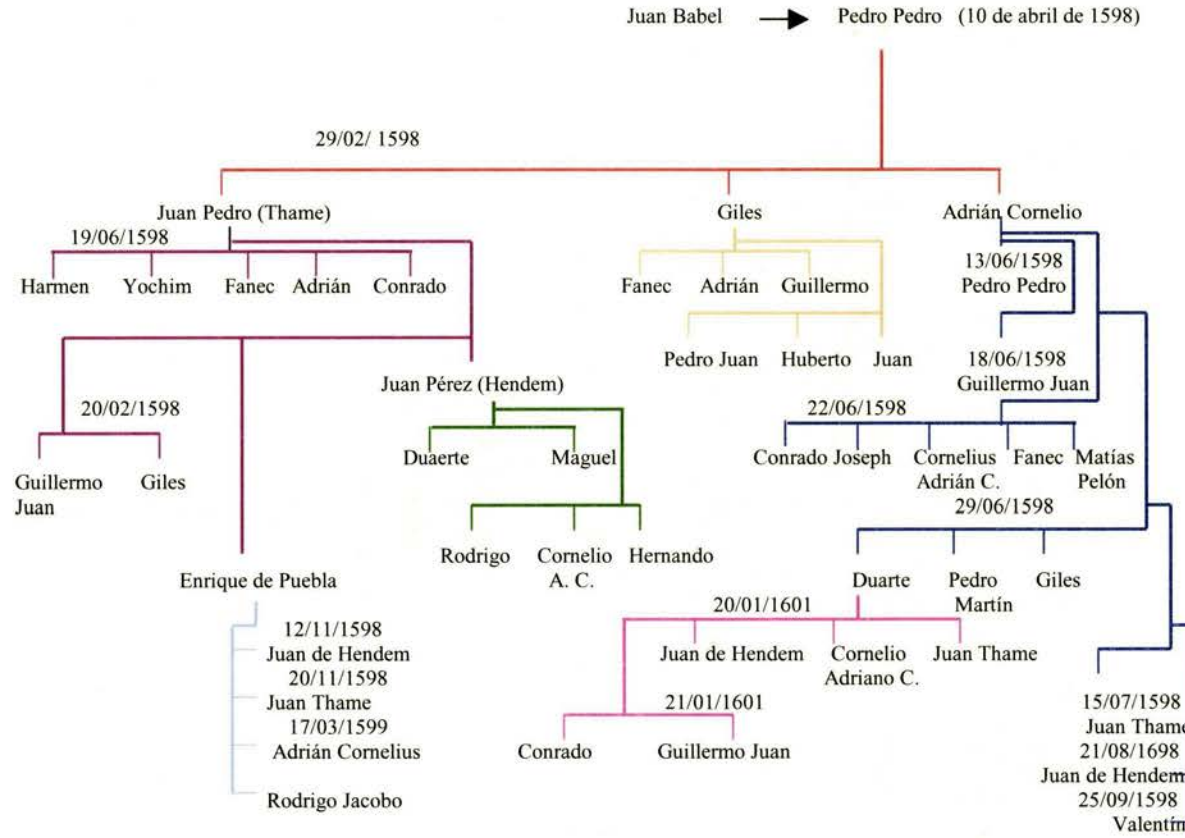 Juan Babel Pedro Pedro (10 de abril de 1598)
29/02/ 1598
Juan Pedro (Thame) Giles Adrián Cornelio
19/06/1598
Harmen Yochim Fanec Adrián Conrado
Fanec Adrián Guillermo
13/06/1598
Pedro Pedro
Pedro Juan Huberto Juan
18/06/1598
Guillermo Juan
Juan Pérez (Hendem)
20/02/1598
22/06/1598
Guillermo
Juan
Giles
Duaerte Maguel
Conrado Joseph Cornelius
Adrián C.
Fanec Matías
Pelón
29/06/1598
Rodrigo Cornelio
A. C.
Hernando
Enrique de Puebla
Duarte Pedro
Martín
Giles
12/11/1598
Juan de Hendem
20/11/1598
Juan Thame
17/03/1599
Adrián Cornelius
Rodrigo Jacobo
20/01/1601
Juan de Hendem Cornelio
Adriano C.
Juan Thame
21/01/1601
Conrado Guillermo Juan
15/07/1598
Juan Thame
21/08/1698
Juan de Hendem
25/09/1598
Valentín